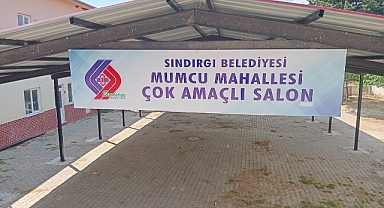 SINDIRGI BELEDİYESİ
MUMCU MAHALLESİ
ÇOK AMAÇLI SALON